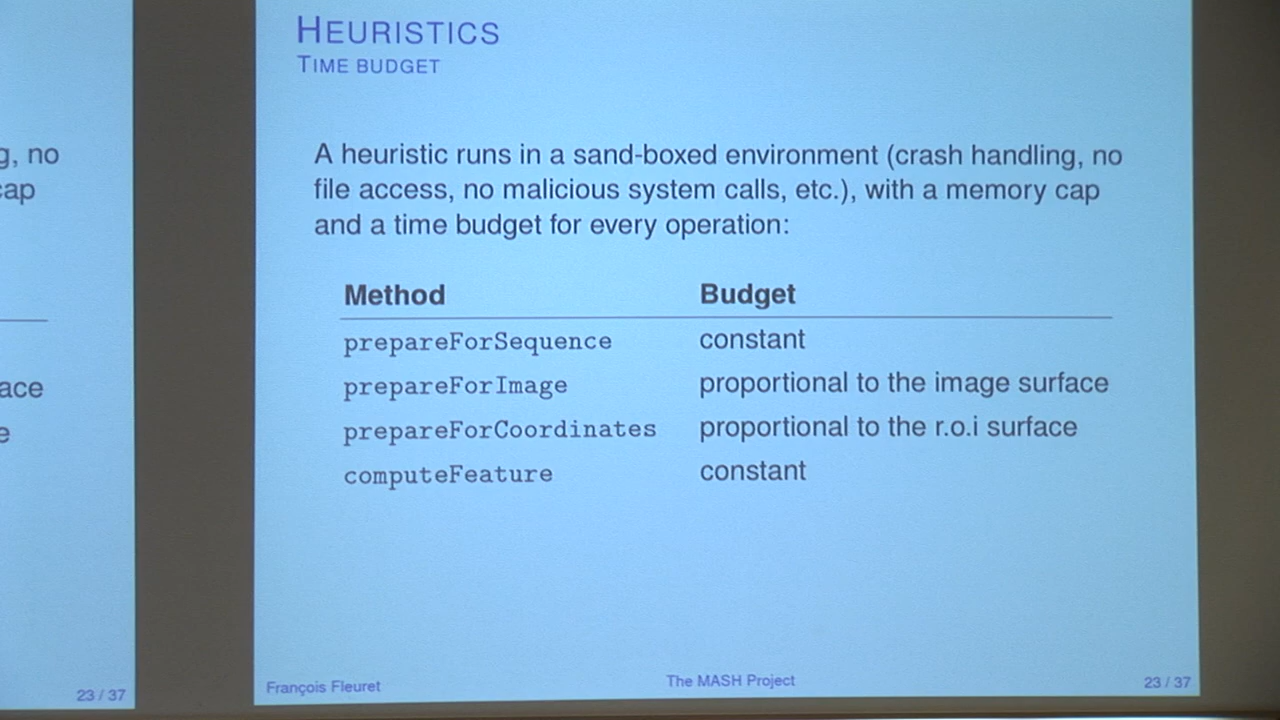 HEURISTICS
TIME BUDGET
A heuristic runs in a sand-boxed environment (crash handling, no
file access, no malicious system calls, etc.), with a memory cap
and a time budget for every operation:
Method Budget
prepareForSequence constant
prepareForImage proportional to the image surface
prepareForCoordinates proportional to the r.o.i surface
computeFeature constant
François Fleuret The MASH Project 23 / 37
g, no
cap
ace
e
23 / 37